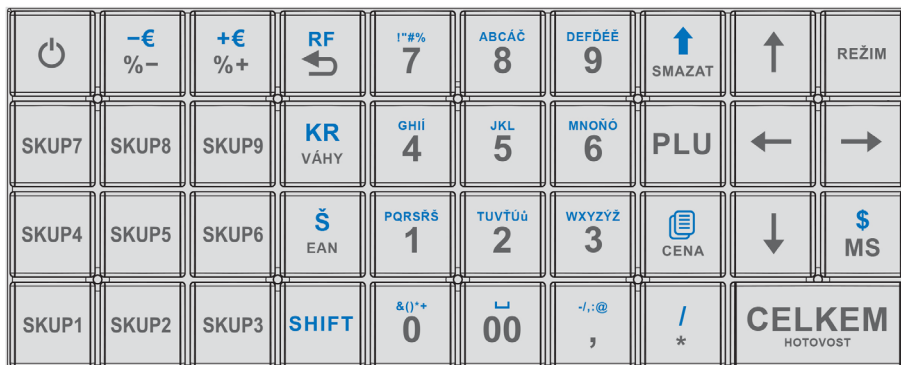 −€ +€ RF !"#% ABCÁČ DEFĎÉĚ
%− %+ 7 8 9 SMAZAT REŽIM
KR GHIÍ JKL MNOŇÓ
SKUP7 SKUP8 SKUP9 VÁHY 4 5 6 PLU
Š PQRSŘŠ TUVŤÚů WXYZÝŽ $
SKUP4 SKUP5 SKUP6 EAN 1 2 3 CENA MS
&()*+ -/,:@ / CELKEM
SKUP1 SKUP2 SKUP3 SHIFT 0 00 , * HOTOVOST